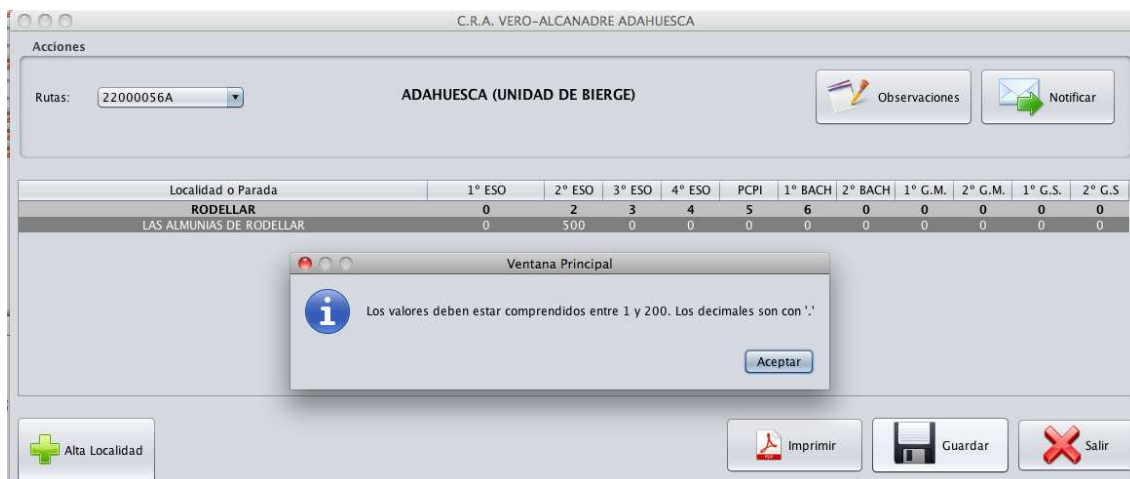 C.R.A. VERO-ALCANADRE ADAHUESCA
Acciones
Rutas: 22000056A ADAHUESCA (UNIDAD DE BIERGE) Observaciones Notificar
Localidad o Parada 1º ESO 2º ESO 3º ESO 4º ESO PCPI 1º BACH 2º BACH 1º G.M. 2º G.M. 1º G.S. 2º G.S
RODELLAR 0 2 3 4 5 6 0 0 0 0 0
LAS ALMUNIAS DE RODELLAR 0 500 0 0 0 0 0 0 0 0 0
Ventana Principal
Los valores deben estar comprendidos entre 1 y 200. Los decimales son con '.'
Aceptar
Alta Localidad Imprimir Guardar Salir